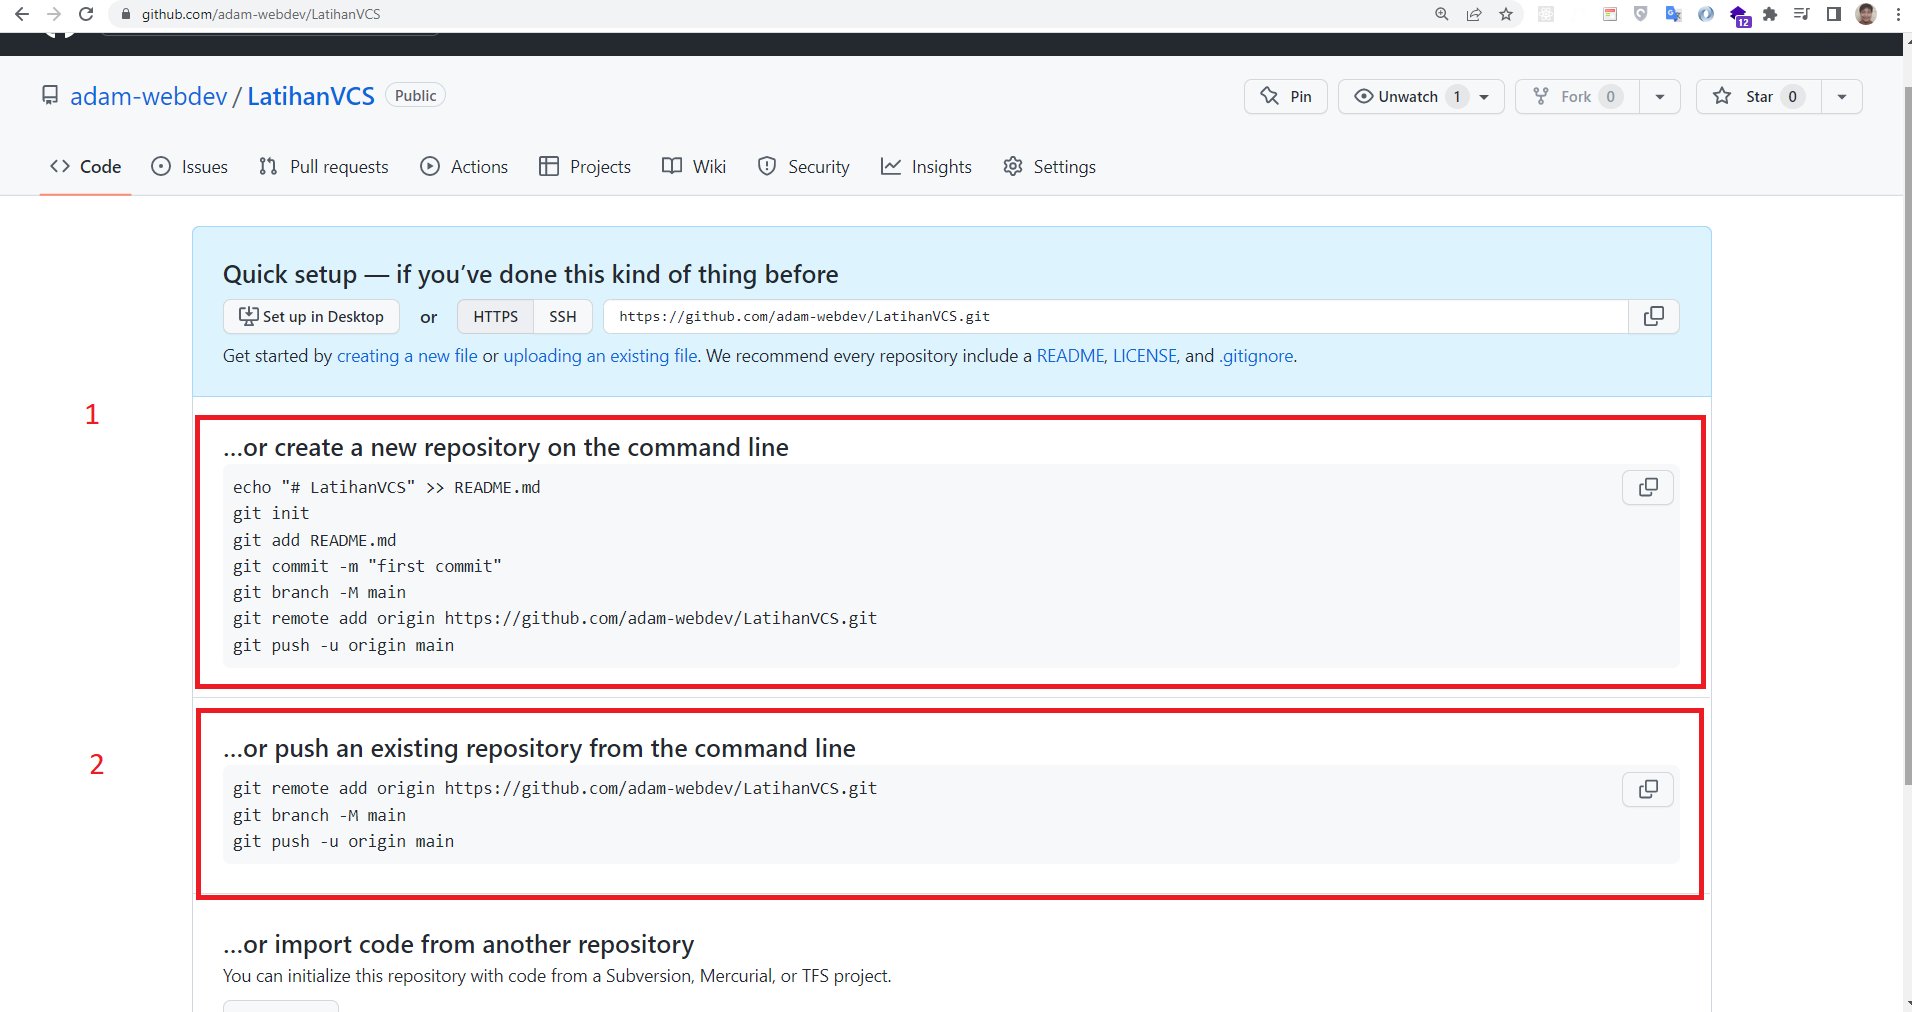 github.com/adam-webdev/LatihanVCS
12
adam-webdev / LatihanVCS Public
Pin
Unwatch 1
Fork 0
Star 0
Code Issues Pull requests Actions Projects Wiki Security Insights Settings
Quick setup — if you’ve done this kind of thing before
Set up in Desktop or HTTPS SSH https://github.com/adam-webdev/LatihanVCS.git
Get started by creating a new file or uploading an existing file. We recommend every repository include a README, LICENSE, and .gitignore.
1
…or create a new repository on the command line
echo "# LatihanVCS" >> README.md
git init
git add README.md
git commit -m "first commit"
git branch -M main
git remote add origin https://github.com/adam-webdev/LatihanVCS.git
git push -u origin main
2
…or push an existing repository from the command line
git remote add origin https://github.com/adam-webdev/LatihanVCS.git
git branch -M main
git push -u origin main
…or import code from another repository
You can initialize this repository with code from a Subversion, Mercurial, or TFS project.